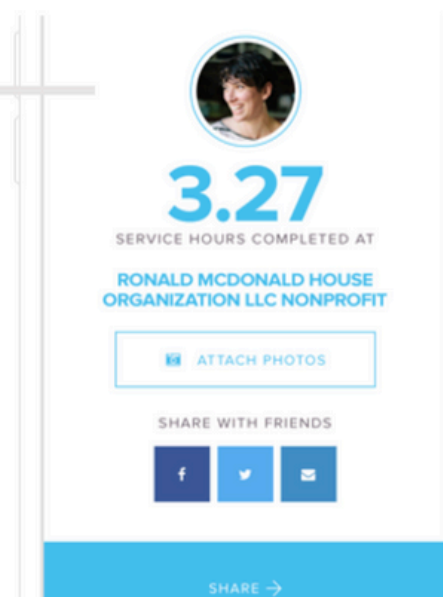 3.27
SERVICE HOURS COMPLETED AT
RONALD MCDONALD HOUSE
ORGANIZATION LLC NONPROFIT
ATTACH PHOTOS
SHARE WITH FRIENDS
f
SHARE →